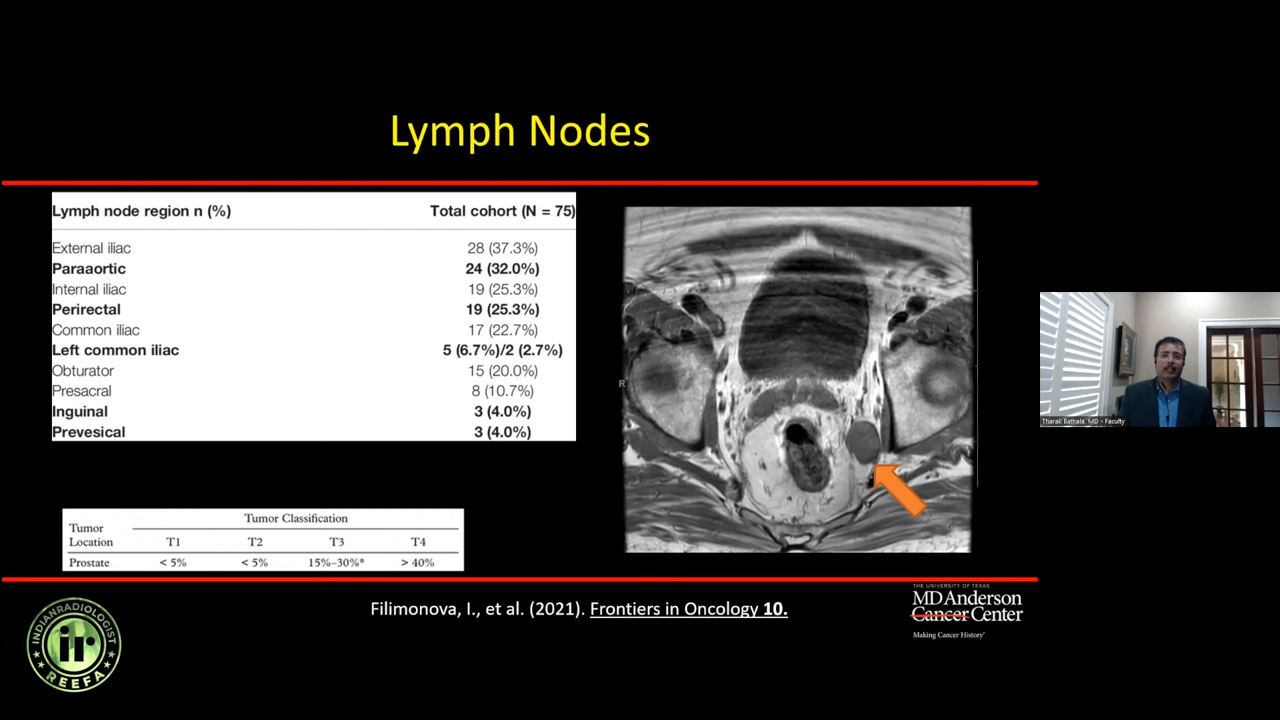 Lymph Nodes
Lymph node region n (%) Total cohort (N = 75)
External iliac 28 (37.3%)
Paraaortic 24 (32.0%)
Internal iliac 19 (25.3%)
Perirectal 19 (25.3%)
Common iliac 17 (22.7%)
Left common iliac 5 (6.7%)/2 (2.7%)
Obturator 15 (20.0%)
Presacral 8 (10.7%)
Inguinal 3 (4.0%)
Prevesical 3 (4.0%)
R
Tharak Bathala, MD - Faculty
Tumor Classification
Tumor Location T1 T2 T3 T4
Prostate < 5% < 5% 15%–30%* > 40%
Filimonova, I., et al. (2021). Frontiers in Oncology 10.
THE UNIVERSITY OF TEXAS
MD Anderson
Cancer Center
Making Cancer History®
INDIANRADIOLOGIST
ir
REEFA